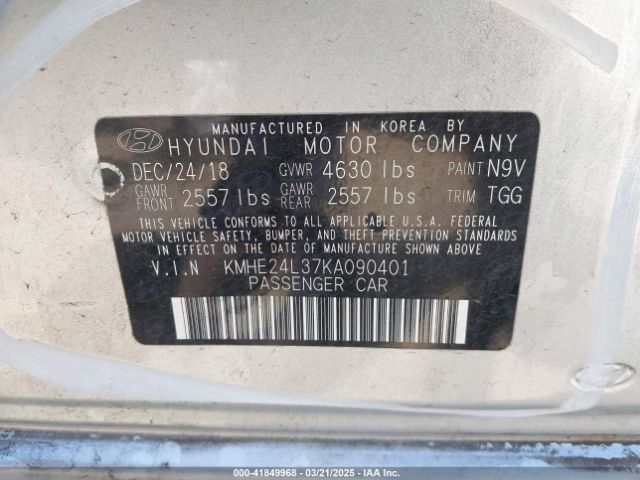 MANUFACTURED IN KOREA BY
HYUNDAI MOTOR COMPANY
DEC/24/18 GVWR 4630 lbs PAINT N9V
GAWR FRONT 2557 lbs GAWR REAR 2557 lbs TRIM TGG
THIS VEHICLE CONFORMS TO ALL APPLICABLE U.S.A. FEDERAL
MOTOR VEHICLE SAFETY, BUMPER, AND THEFT PREVENTION STANDARDS
IN EFFECT ON THE DATE OF MANUFACTURE SHOWN ABOVE.
V.I.N KMHE24L37KA090401
PASSENGER CAR
000-41849968 - 03/21/2025 - IAA Inc.